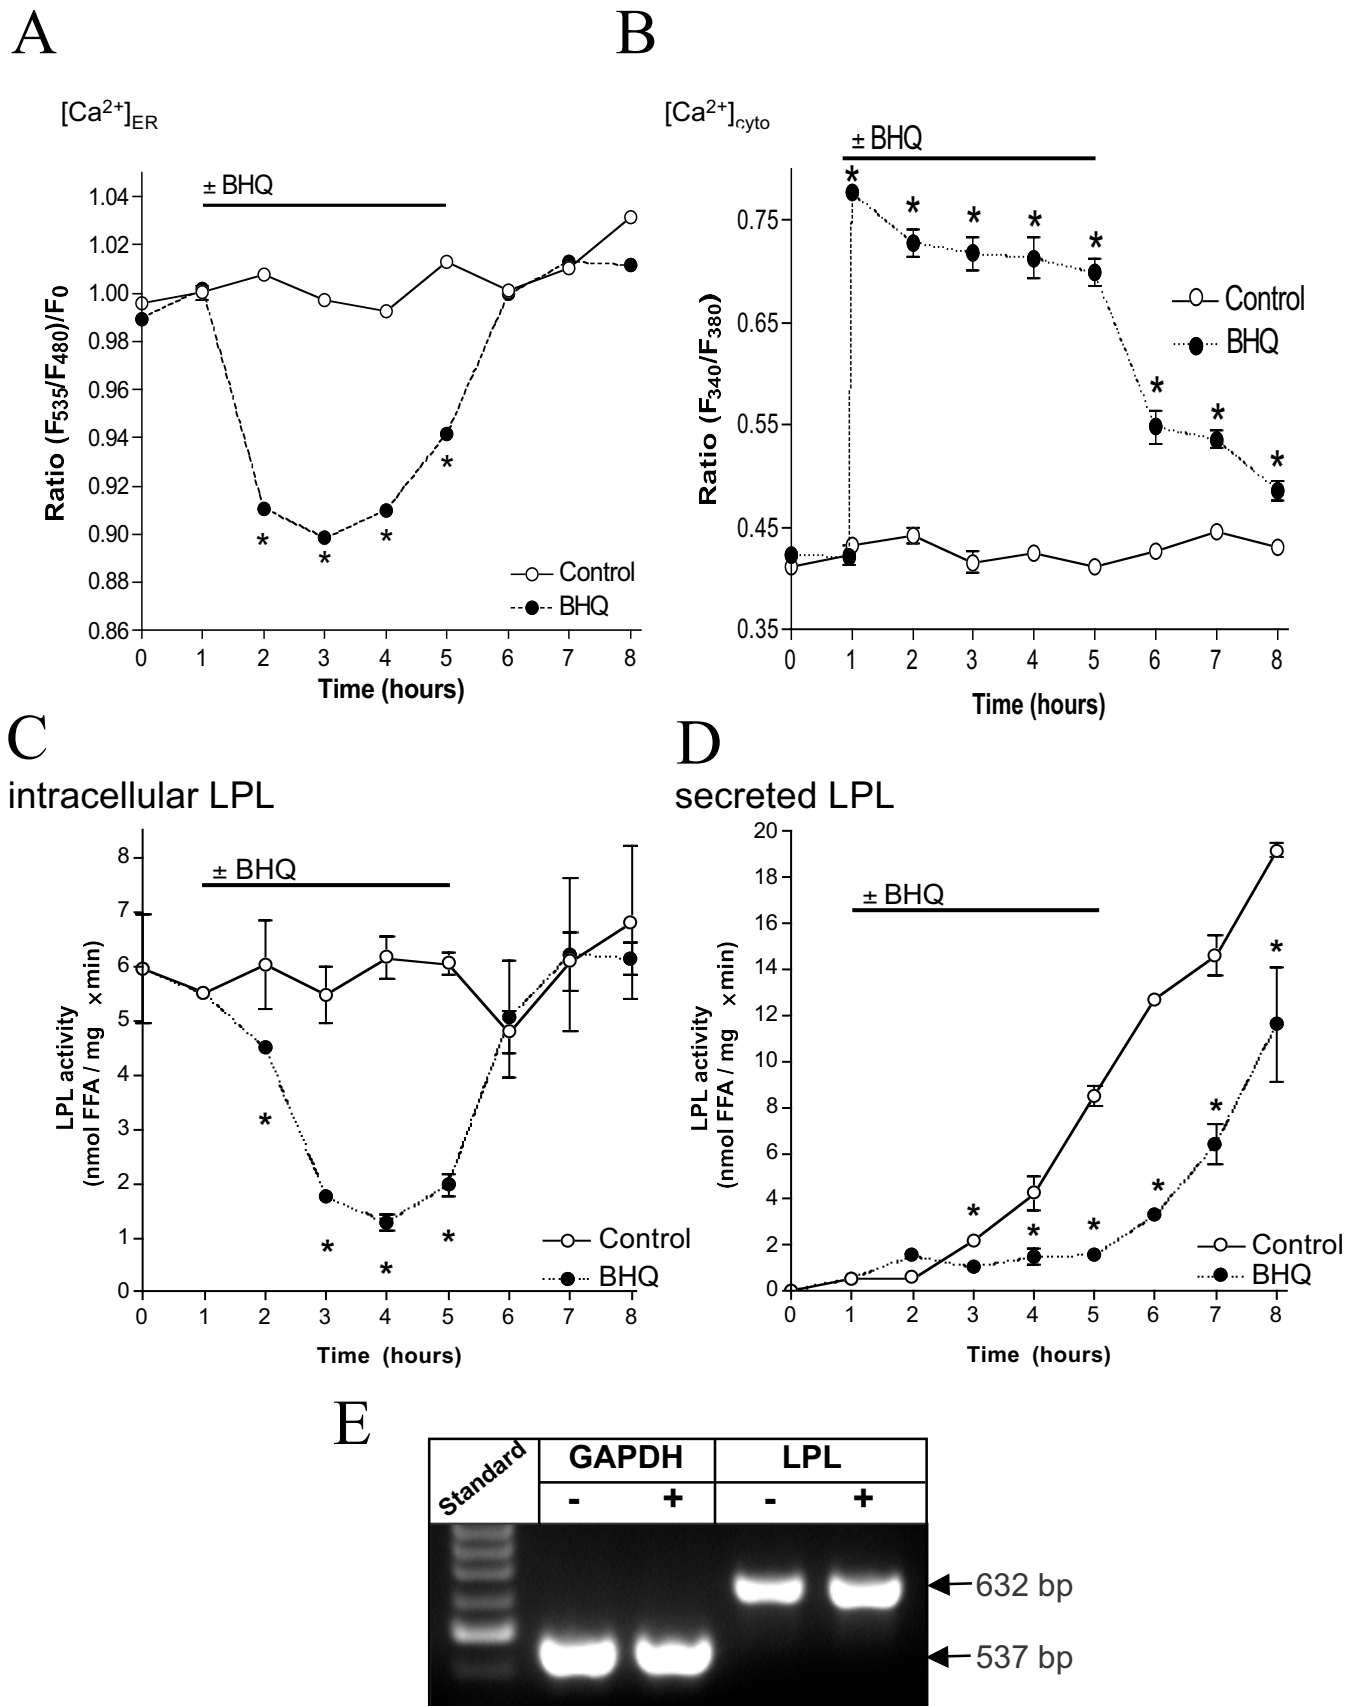 A
[Ca2+]ER
± BHQ
Ratio (F535/F480)/F0
1.04
1.02
1.00
0.98
0.96
0.94
0.92
0.90
0.88
0.86
* * * *
Control
BHQ
0 1 2 3 4 5 6 7 8
Time (hours)
B
[Ca2+]cyto
± BHQ
Ratio (F340/F380)
0.75
0.65
0.55
0.45
0.35
* * * * * * * *
Control
BHQ
0 1 2 3 4 5 6 7 8
Time (hours)
C
intracellular LPL
± BHQ
LPL activity
(nmol FFA / mg ×min)
8
7
6
5
4
3
2
1
0
* * * *
Control
BHQ
0 1 2 3 4 5 6 7 8
Time (hours)
D
secreted LPL
± BHQ
LPL activity
(nmol FFA / mg ×min)
20
18
16
14
12
10
8
6
4
2
0
* * * * * *
Control
BHQ
0 1 2 3 4 5 6 7 8
Time (hours)
E
Standard
GAPDH LPL
- + - +
632 bp
537 bp